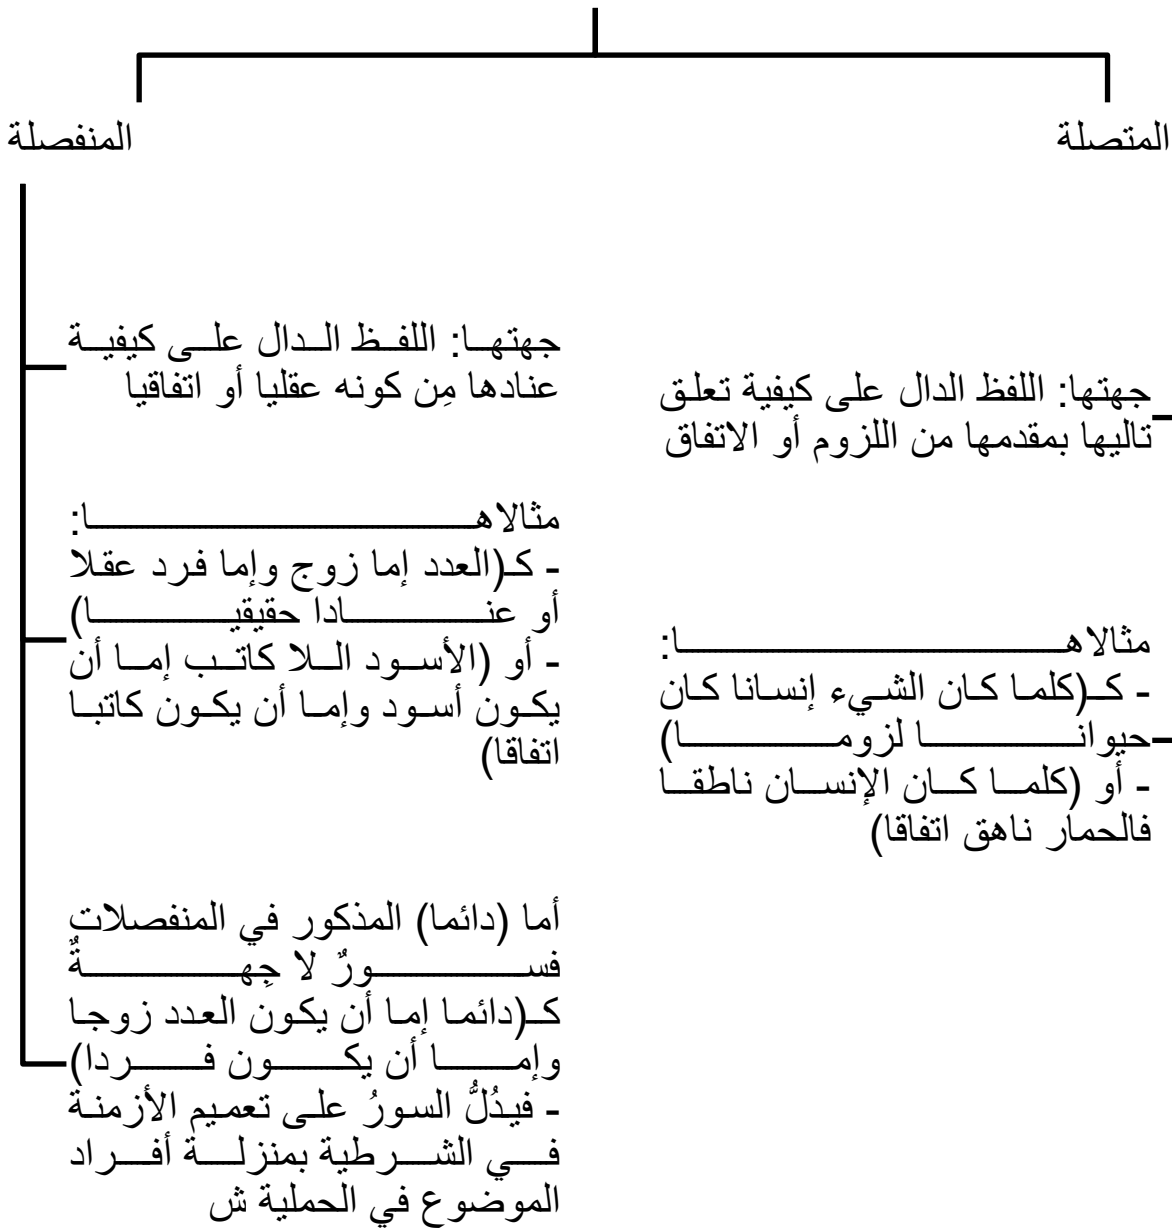 المتصلة
جهتها: اللفظ الدال على كيفية تعلق
تاليها بمقدمها من اللزوم أو الاتفاق
مثالاها:
- كـ(كلما كان الشيء إنسانا كان
حيوانا لزوما)
- أو (كلما كان الإنسان ناطقا
فالحمار ناهق اتفاقا)
المنفصلة
جهتها: اللفظ الدال على كيفية
عنادها مِن كونه عقليا أو اتفاقيا
مثالاها:
- كـ(العدد إما زوج وإما فرد عقلا
أو عنادا حقيقيا)
- أو (الأسود اللا كاتب إما أن
يكون أسود وإما أن يكون كاتبا
اتفاقا)
أما (دائما) المذكور في المنفصلات
فسورٌ لا جِهةٌ
كـ(دائما إما أن يكون العدد زوجا
وإما أن يكون فردا)
- فيدُلُّ السورُ على تعميم الأزمنة
في الشرطية بمنزلة أفراد
الموضوع في الحملية ش